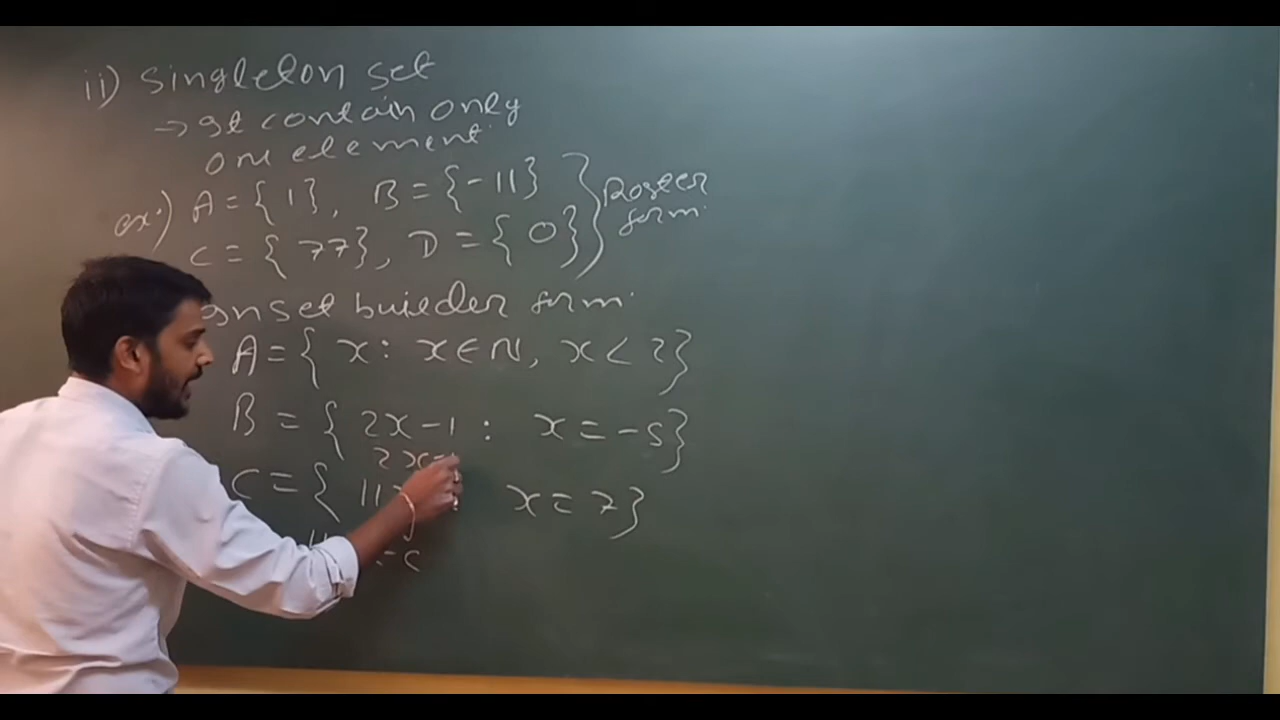 ii) Singleton set
→ It contain only
one element.
ex:) A = { 1 }, B = { -11 }
C = { 77 }, D = { 0 }
Roster
form.
In set builder form.
A = { x : x ∈ N, x < 2 }
B = { 2x - 1 : x = -5 }
C = { 11 x = 7 }